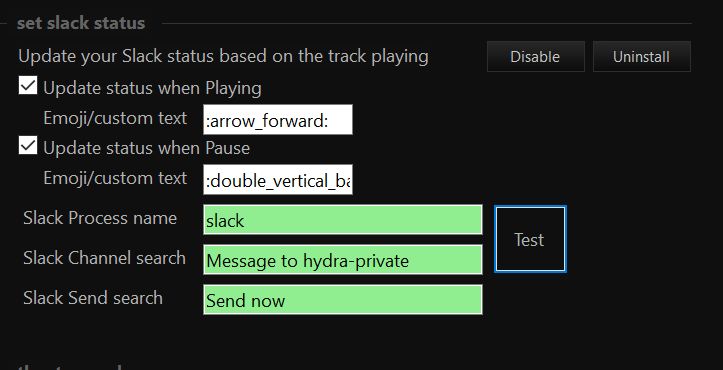 set slack status
Update your Slack status based on the track playing
Disable
Uninstall
Update status when Playing
Emoji/custom text
:arrow_forward:
Update status when Pause
Emoji/custom text
:double_vertical_ba
Slack Process name
slack
Test
Slack Channel search
Message to hydra-private
Slack Send search
Send now